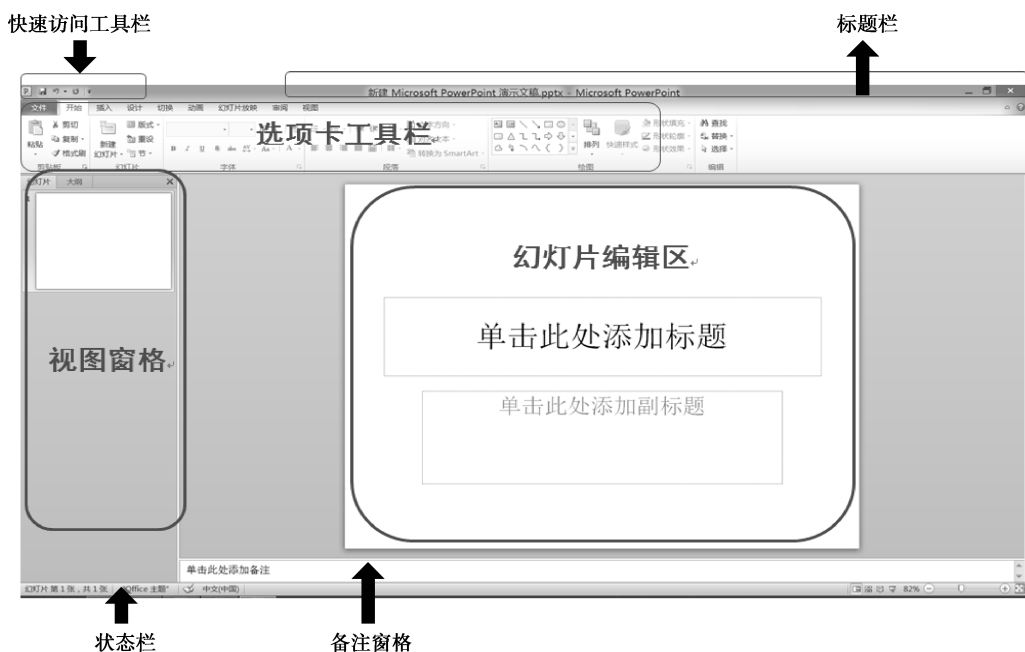 快速访问工具栏
标题栏
新建 Microsoft PowerPoint 演示文稿.pptx - Microsoft PowerPoint
文件 开始 插入 设计 切换 动画 幻灯片放映 审阅 视图
选项卡工具栏
剪切
复制
格式刷
粘贴
剪贴板
新建
幻灯片
版式
重设
节
幻灯片
字体
文字方向
转换为 SmartArt
段落
排列
快速样式
形状填充
形状轮廓
形状效果
绘图
查找
替换
选择
编辑
幻灯片 大纲
1
视图窗格
幻灯片编辑区
单击此处添加标题
单击此处添加副标题
单击此处添加备注
幻灯片 第 1 张，共 1 张 "Office 主题" 中文(中国) 82%
状态栏
备注窗格